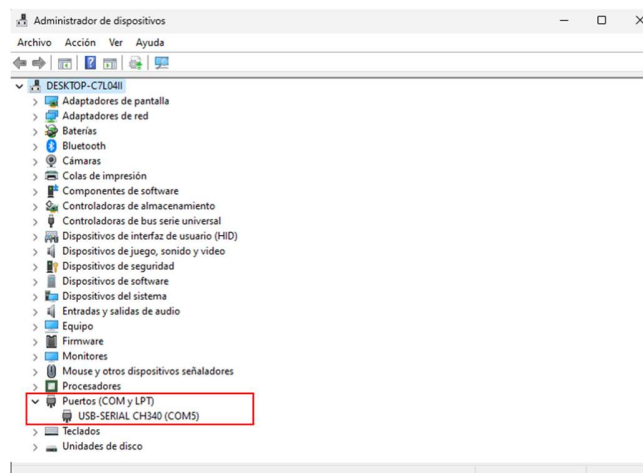 Administrador de dispositivos
Archivo Acción Ver Ayuda
DESKTOP-C7L04II
Adaptadores de pantalla
Adaptadores de red
Baterías
Bluetooth
Cámaras
Colas de impresión
Componentes de software
Controladoras de almacenamiento
Controladoras de bus serie universal
Dispositivos de interfaz de usuario (HID)
Dispositivos de juego, sonido y video
Dispositivos de seguridad
Dispositivos de software
Dispositivos del sistema
Entradas y salidas de audio
Equipo
Firmware
Monitores
Mouse y otros dispositivos señaladores
Procesadores
Puertos (COM y LPT)
USB-SERIAL CH340 (COM5)
Teclados
Unidades de disco